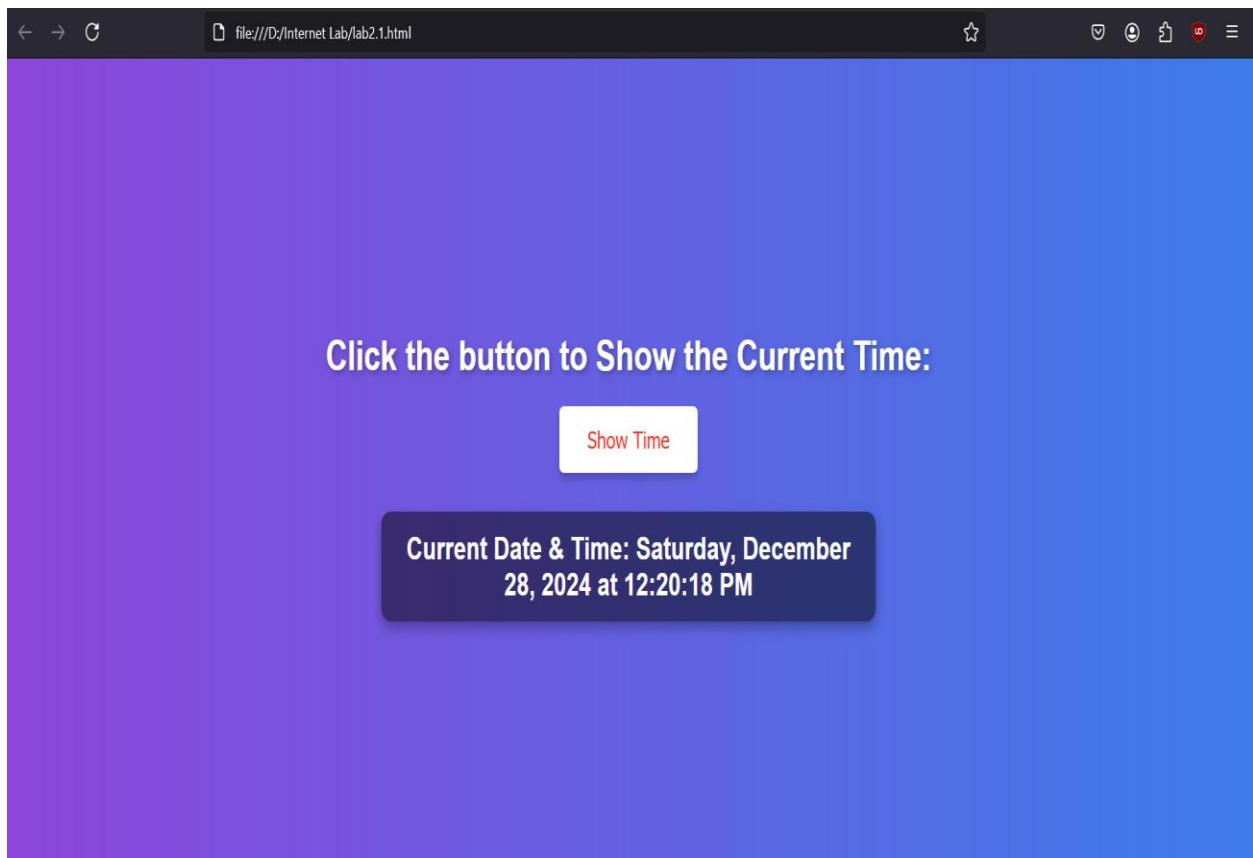 file:///D:/Internet Lab/lab2.1.html
Click the button to Show the Current Time:
Show Time
Current Date & Time: Saturday, December
28, 2024 at 12:20:18 PM